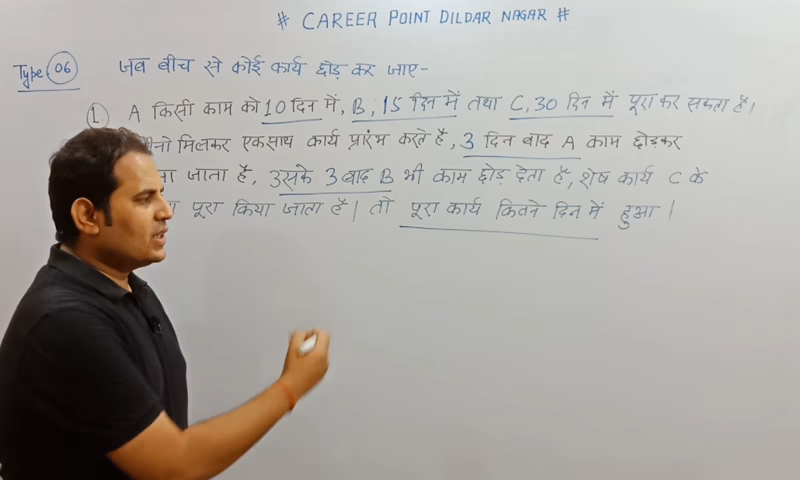 # CAREER POINT DILDAR NAGAR #
Type 06 जब बीच से कोई कार्य छोड़ कर जाए-
1 A किसी काम को 10 दिन में, B, 15 दिन में तथा C, 30 दिन में पूरा कर सकता है,
मिलकर एकसाथ कार्य प्रारंभ करते है, 3 दिन बाद A काम छोड़कर
जाता है, उसके 3 बाद B भी काम छोड़ देता है, शेष कार्य C के
पूरा किया जाता है। तो पूरा कार्य कितने दिन में हुआ।